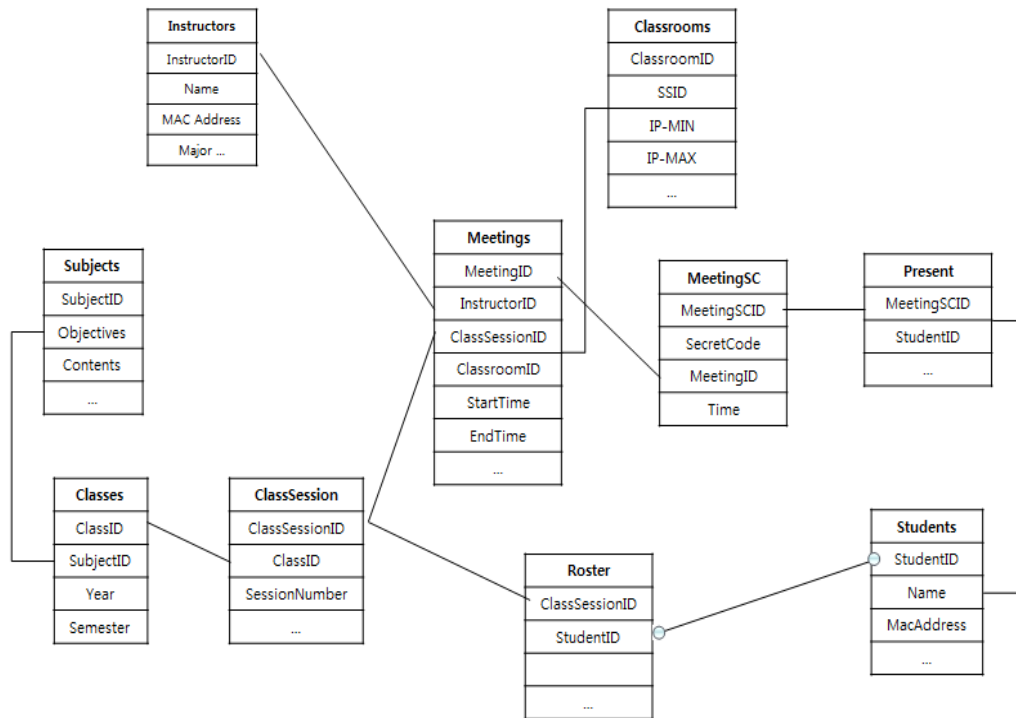 Instructors
InstructorID
Name
MAC Address
Major ...
Classrooms
ClassroomID
SSID
IP-MIN
IP-MAX
...
Subjects
SubjectID
Objectives
Contents
...
Meetings
MeetingID
InstructorID
ClassSessionID
ClassroomID
StartTime
EndTime
...
MeetingSC
MeetingSCID
SecretCode
MeetingID
Time
Present
MeetingSCID
StudentID
...
Classes
ClassID
SubjectID
Year
Semester
ClassSession
ClassSessionID
ClassID
SessionNumber
...
Roster
ClassSessionID
StudentID
...
Students
StudentID
Name
MacAddress
...